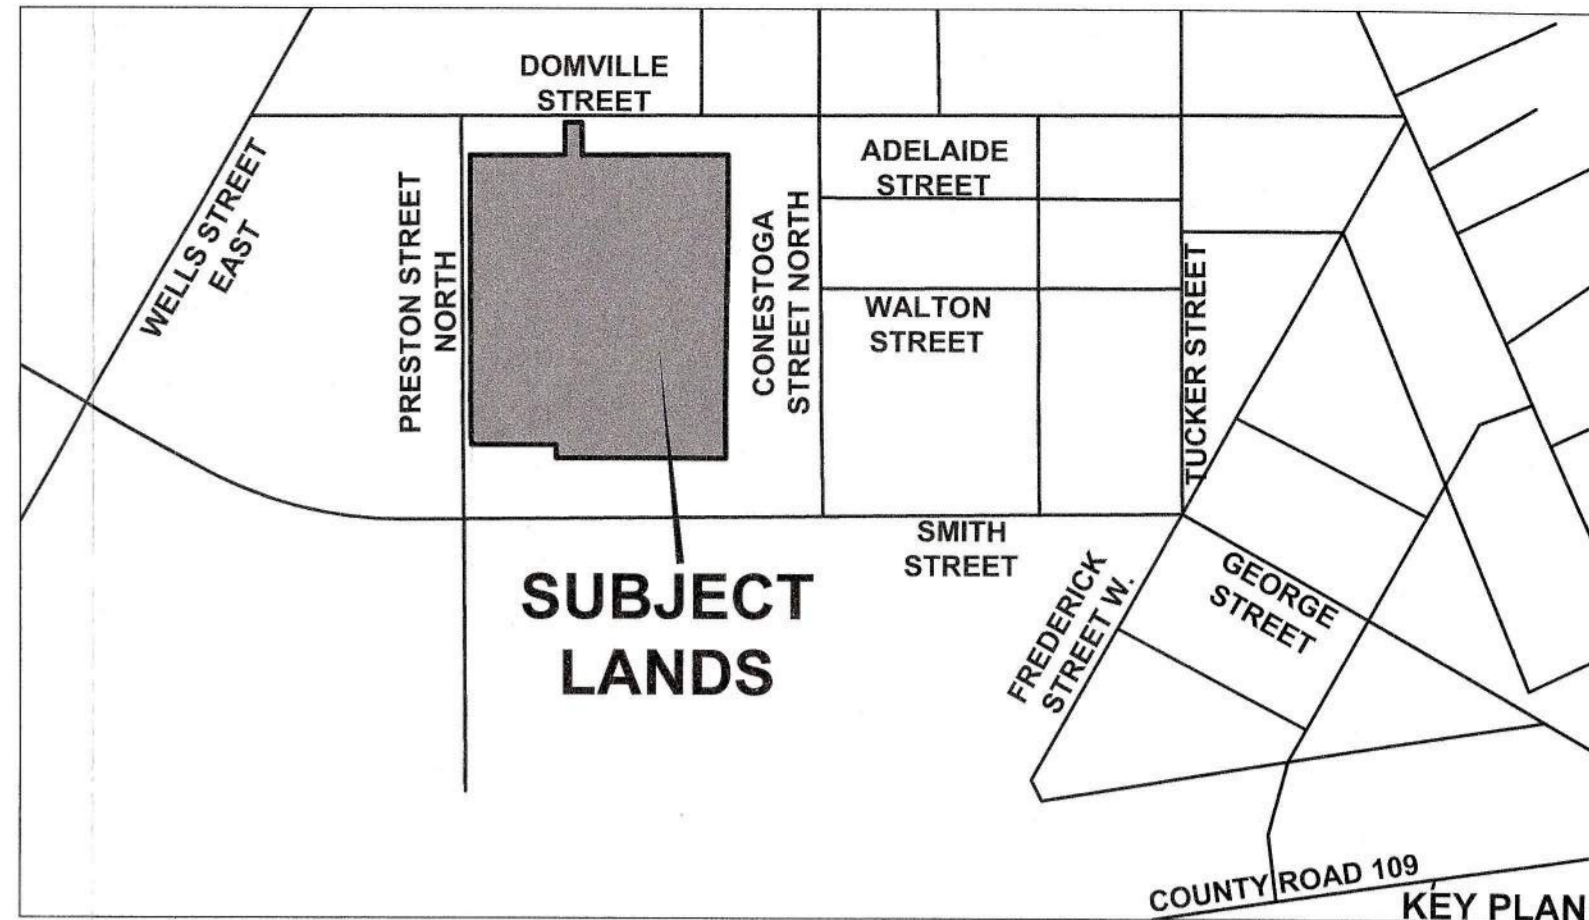 DOMVILLE
STREET
ADELAIDE
STREET
WELLS STREET
EAST
PRESTON STREET
NORTH
CONESTOGA
STREET NORTH
WALTON
STREET
TUCKER STREET
SMITH
STREET
SUBJECT
LANDS
FREDERICK
STREET W.
GEORGE
STREET
COUNTY ROAD 109
KEY PLAN